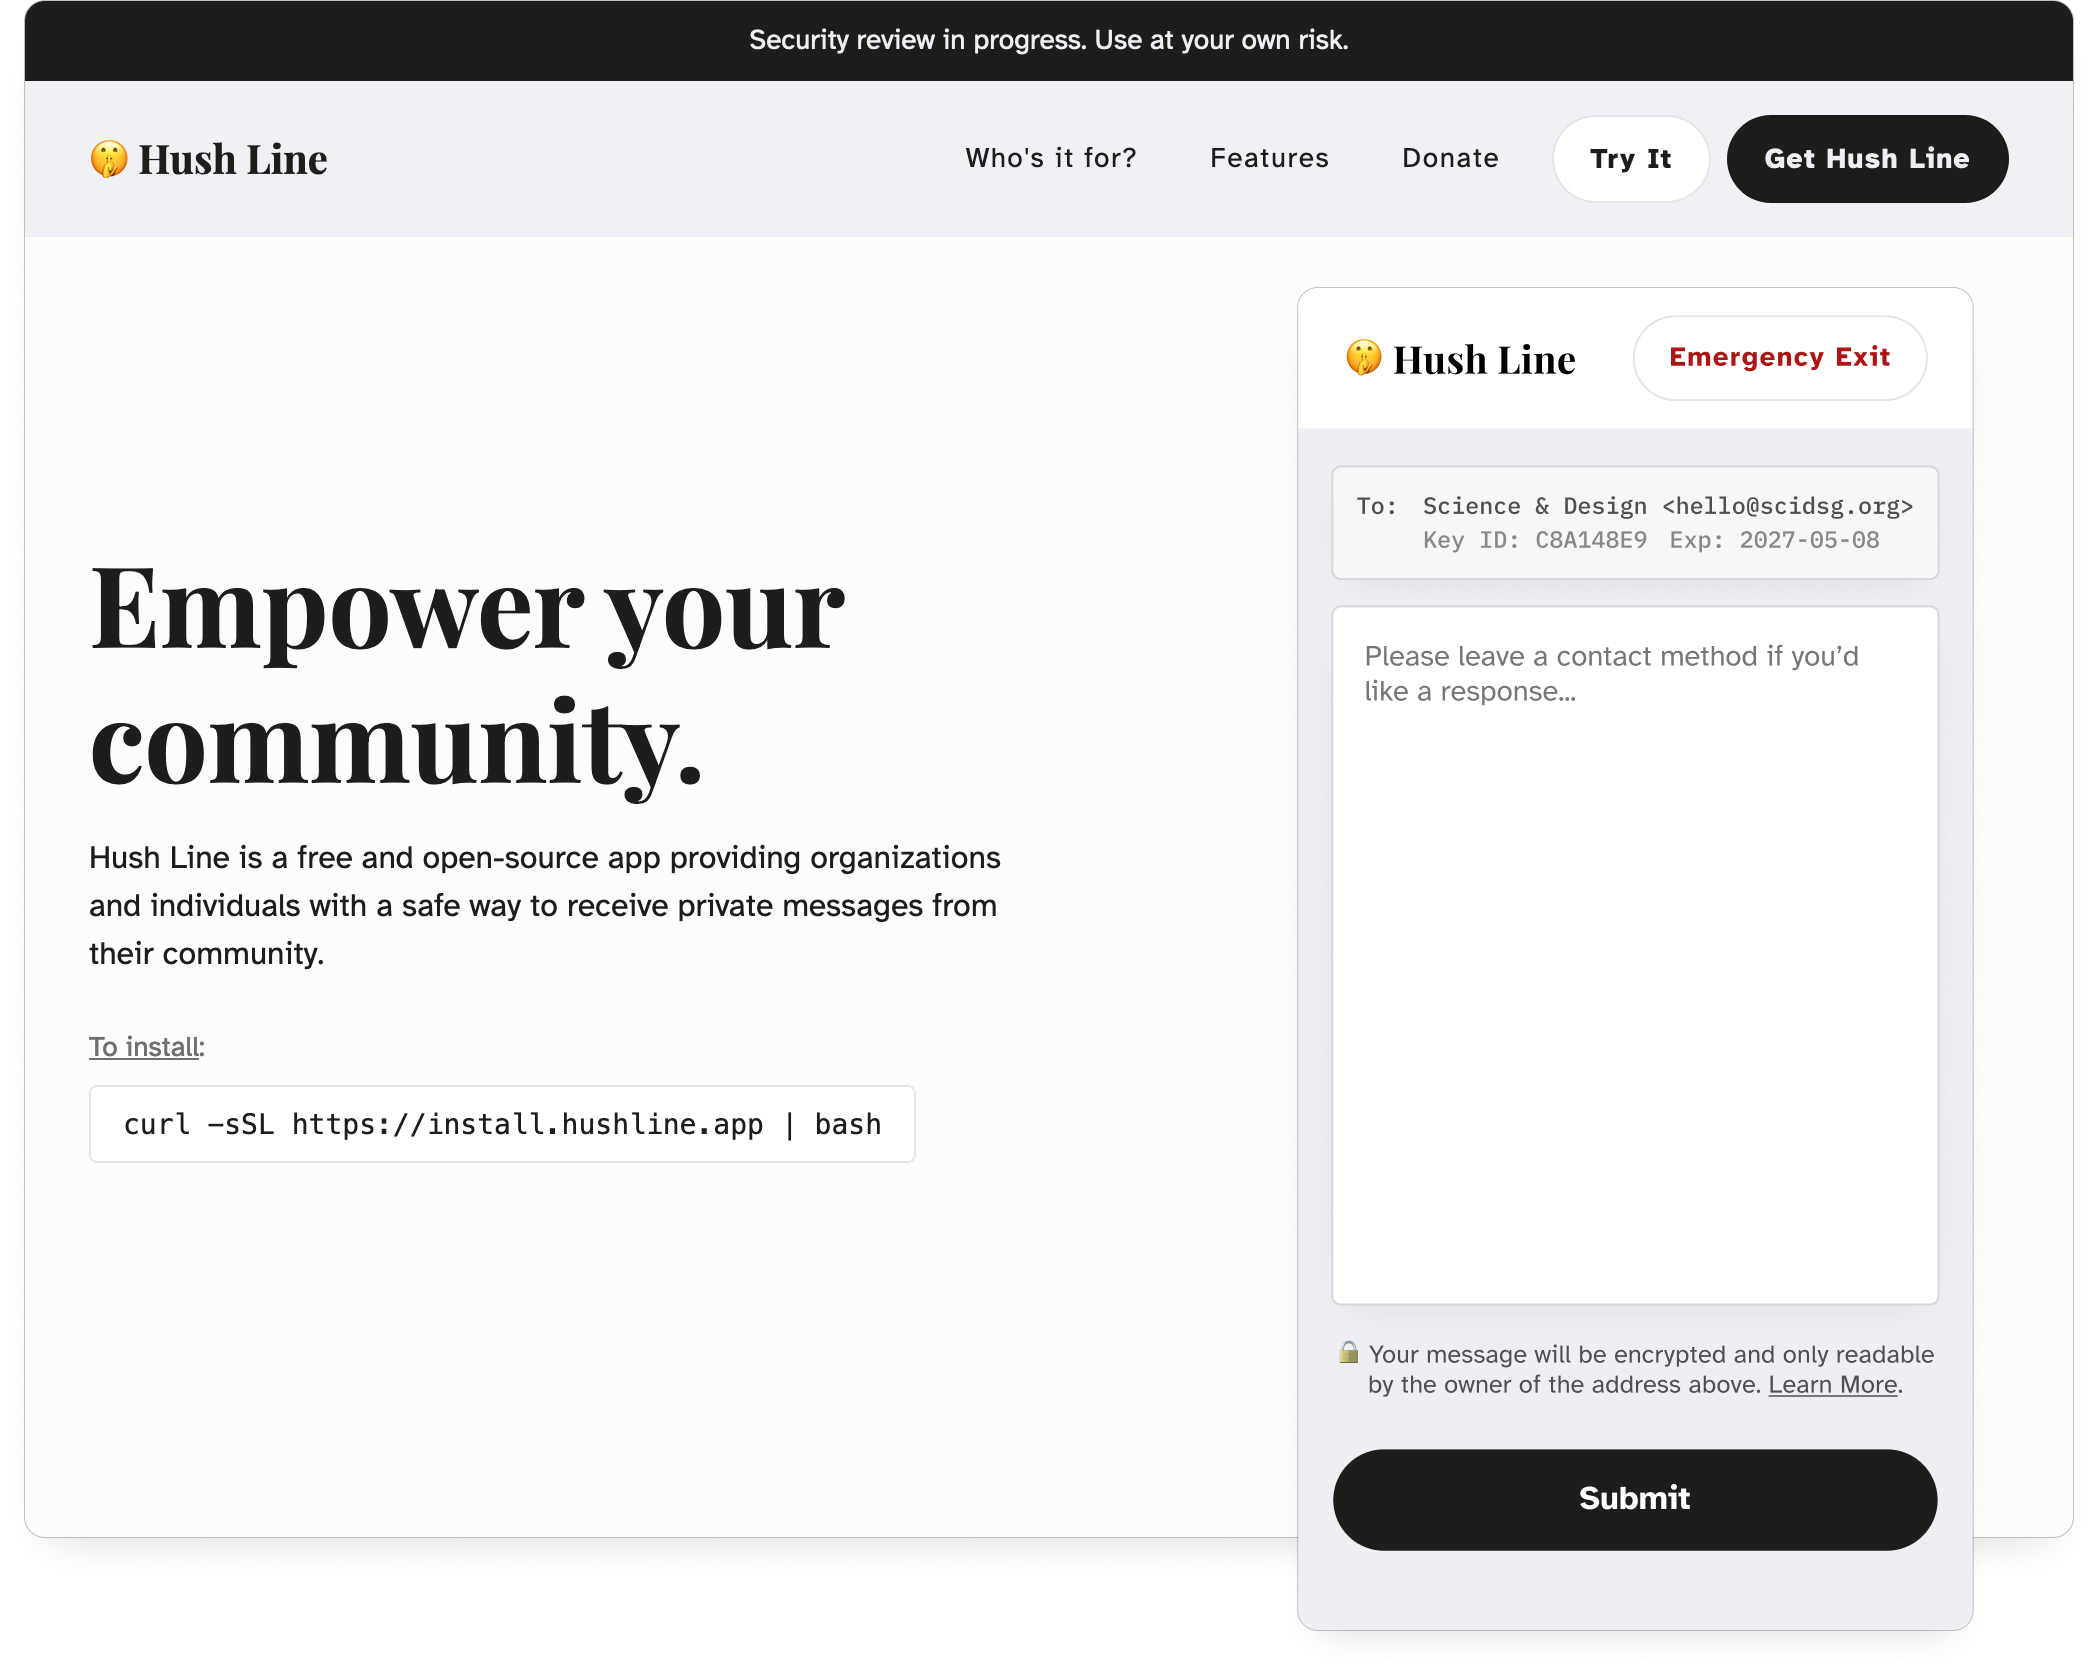 Security review in progress. Use at your own risk.
🤫 Hush Line
Who's it for?
Features
Donate
Try It
Get Hush Line
Empower your
community.
Hush Line is a free and open-source app providing organizations
and individuals with a safe way to receive private messages from
their community.
To install:
curl -sSL https://install.hushline.app | bash
🤫 Hush Line
Emergency Exit
To: Science & Design <hello@scidsg.org>
Key ID: C8A148E9 Exp: 2027-05-08
Please leave a contact method if you’d
like a response…
🔒 Your message will be encrypted and only readable
by the owner of the address above. Learn More.
Submit